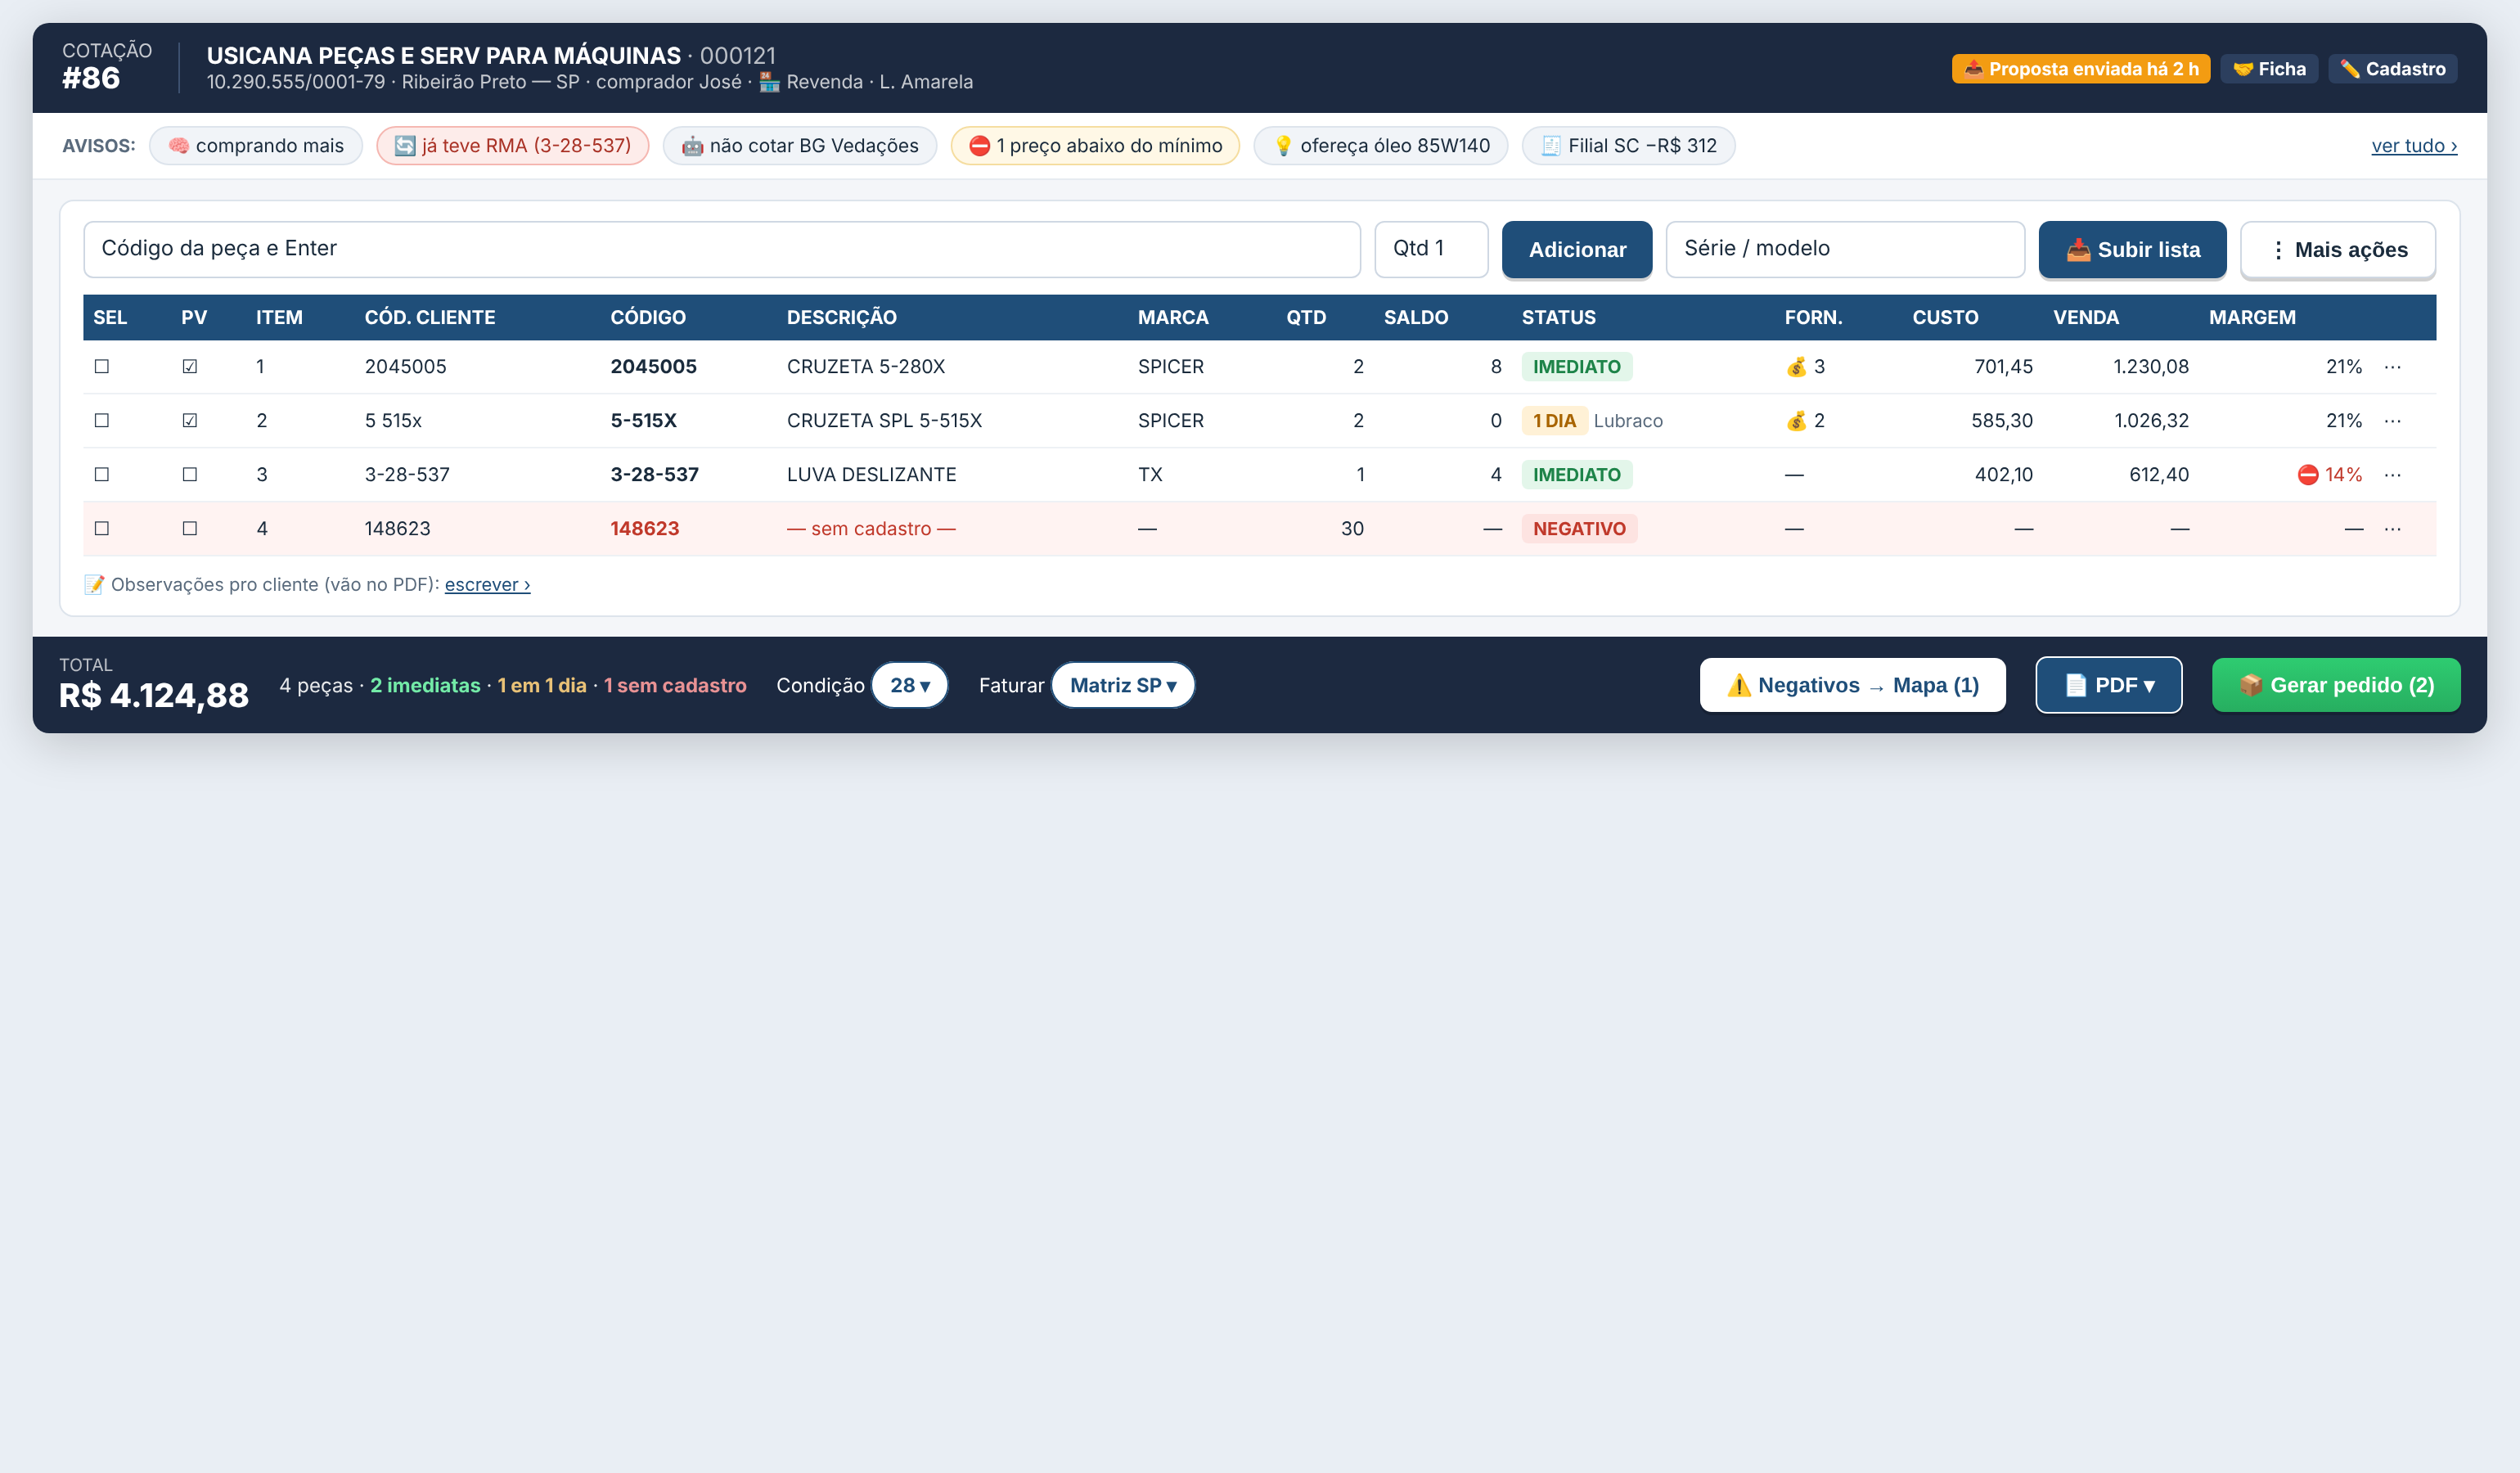 COTAÇÃO
#86
USICANA PEÇAS E SERV PARA MÁQUINAS · 000121
10.290.555/0001-79 · Ribeirão Preto — SP · comprador José · 🏪 Revenda · L. Amarela
📤 Proposta enviada há 2 h 🤝 Ficha ✏️ Cadastro
AVISOS: 🧠 comprando mais 🔄 já teve RMA (3-28-537) 🤖 não cotar BG Vedações ⛔ 1 preço abaixo do mínimo 💡 ofereça óleo 85W140 🧾 Filial SC −R$ 312 ver tudo ›
Código da peça e Enter Qtd 1 Adicionar Série / modelo 📥 Subir lista ⋮ Mais ações
SEL PV ITEM CÓD. CLIENTE CÓDIGO DESCRIÇÃO MARCA QTD SALDO STATUS FORN. CUSTO VENDA MARGEM
☐ ☑ 1 2045005 2045005 CRUZETA 5-280X SPICER 2 8 IMEDIATO 💰 3 701,45 1.230,08 21% ⋯
☐ ☑ 2 5 515x 5-515X CRUZETA SPL 5-515X SPICER 2 0 1 DIA Lubraco 💰 2 585,30 1.026,32 21% ⋯
☐ ☐ 3 3-28-537 3-28-537 LUVA DESLIZANTE TX 1 4 IMEDIATO — 402,10 612,40 ⛔ 14% ⋯
☐ ☐ 4 148623 148623 — sem cadastro — — 30 — NEGATIVO — — — — ⋯
📝 Observações pro cliente (vão no PDF): escrever ›
TOTAL
R$ 4.124,88
4 peças · 2 imediatas · 1 em 1 dia · 1 sem cadastro Condição 28 ▾ Faturar Matriz SP ▾ ⚠️ Negativos → Mapa (1) 📄 PDF ▾ 📦 Gerar pedido (2)